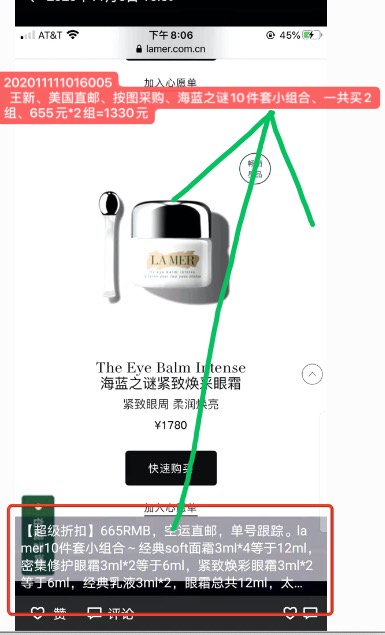 AT&T
下午8:06
45%
lamer.com.cn
加入心愿单
202011111016005
王新、美国直邮、按图采购、海蓝之谜10件套小组合、一共买2
组、655元*2组=1330元
LA MER
the eye balm intense
The Eye Balm Intense
海蓝之谜紧致焕采眼霜
紧致眼周 柔润焕亮
¥1780
快速购买
加入心愿单
【超级折扣】665RMB，空运直邮，单号跟踪。la
mer10件套小组合～经典soft面霜3ml*4等于12ml，
密集修护眼霜3ml*2等于6ml，紧致焕彩眼霜3ml*2
等于6ml，经典乳液3ml*2，眼霜总共12ml，太...
赞
评论